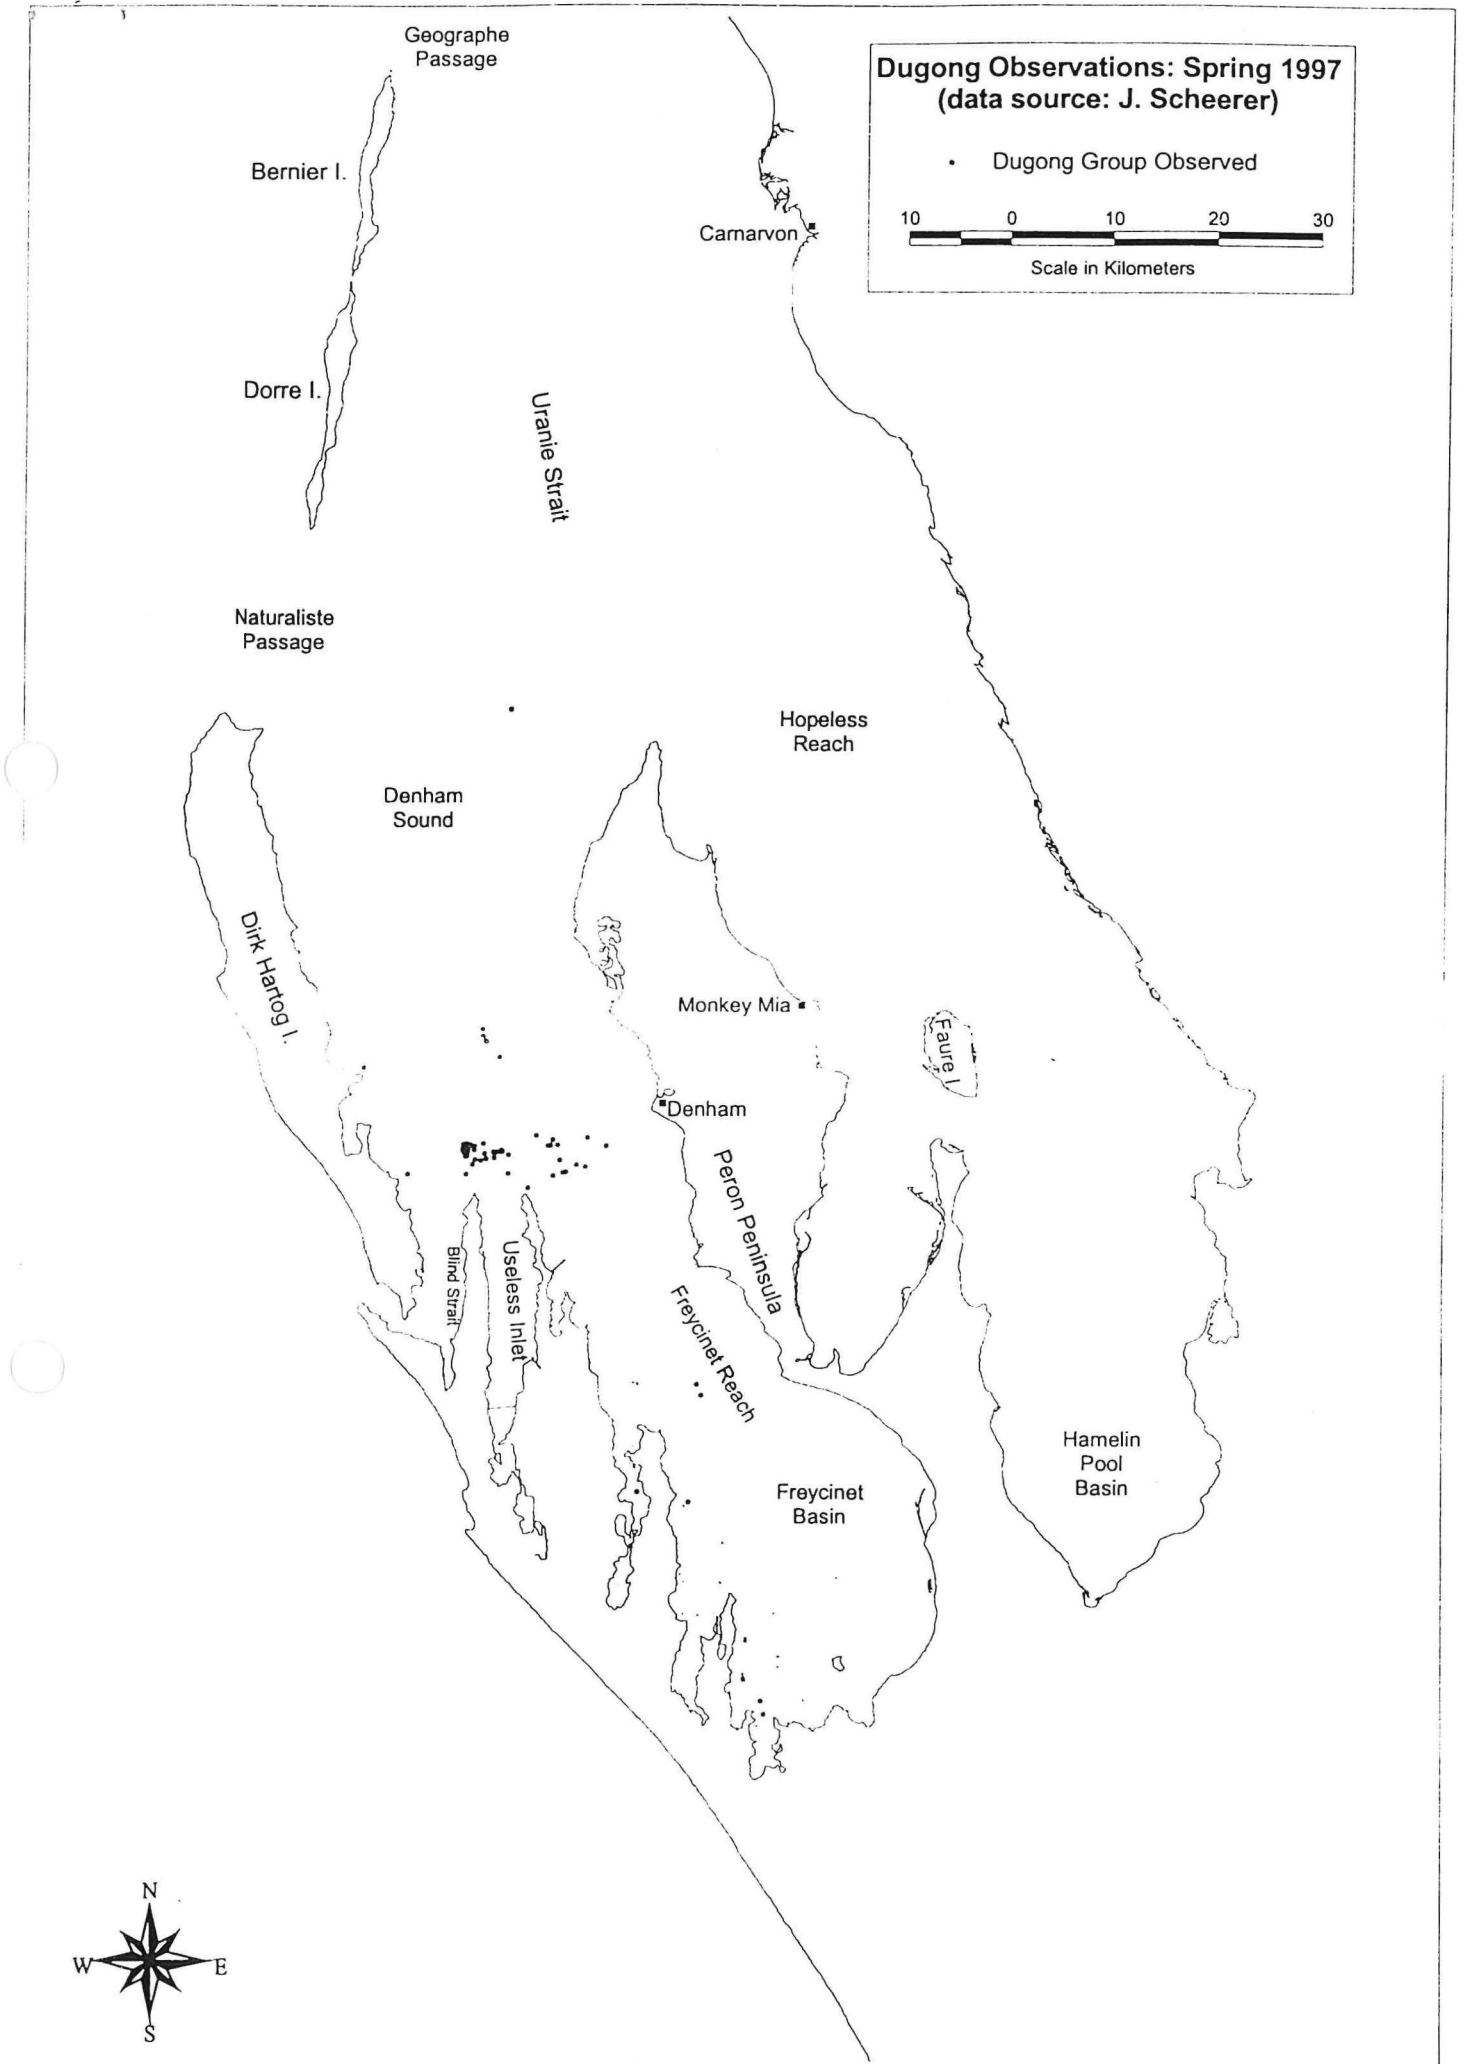 Geographe
Passage
Dugong Observations: Spring 1997
(data source: J. Scheerer)
Dugong Group Observed
10 0 10 20 30
Scale in Kilometers
Bernier I.
Carnarvon
Dorre I.
Uranie Strait
Naturaliste
Passage
Hopeless
Reach
Denham
Sound
Dirk Hartog I.
Monkey Mia
Faure I
Denham
Peron Peninsula
Blind Strait
Useless Inlet
Freycinet Reach
Hamelin
Pool
Basin
Freycinet
Basin
N
W E
S